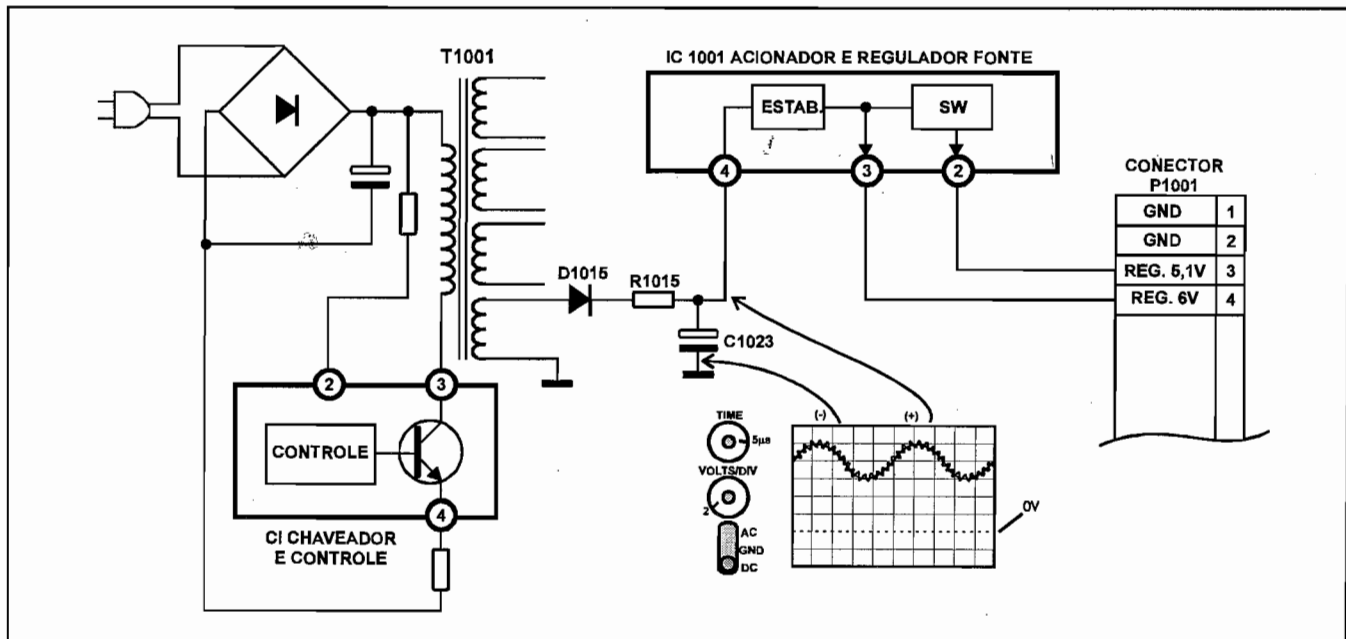 T1001
IC 1001 ACIONADOR E REGULADOR FONTE
ESTAB.
SW
4
3
2
CONECTOR
P1001
GND 1
GND 2
REG. 5,1V 3
REG. 6V 4
D1015
R1015
C1023
2
3
CONTROLE
4
CI CHAVEADOR
E CONTROLE
TIME
5µs
VOLTS/DIV
2
AC
GND
DC
(-)
(+)
0V